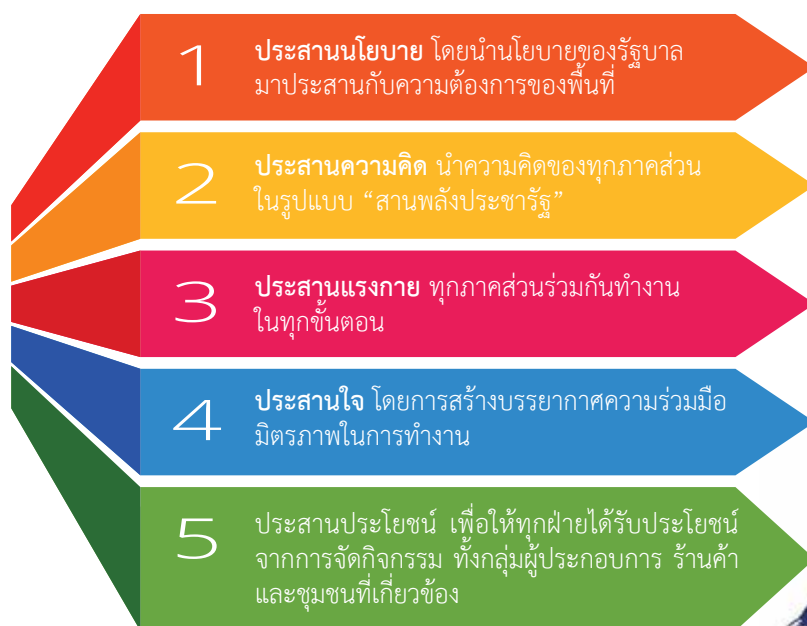 1
ประสานนโยบาย โดยนำนโยบายของรัฐบาล
มาประสานกับความต้องการของพื้นที่
2
ประสานความคิด นำความคิดของทุกภาคส่วน
ในรูปแบบ “สานพลังประชารัฐ”
3
ประสานแรงกาย ทุกภาคส่วนร่วมกันทำงาน
ในทุกขั้นตอน
4
ประสานใจ โดยการสร้างบรรยากาศความร่วมมือ
มิตรภาพในการทำงาน
5
ประสานประโยชน์ เพื่อให้ทุกฝ่ายได้รับประโยชน์
จากการจัดกิจกรรม ทั้งกลุ่มผู้ประกอบการ ร้านค้า
และชุมชนที่เกี่ยวข้อง